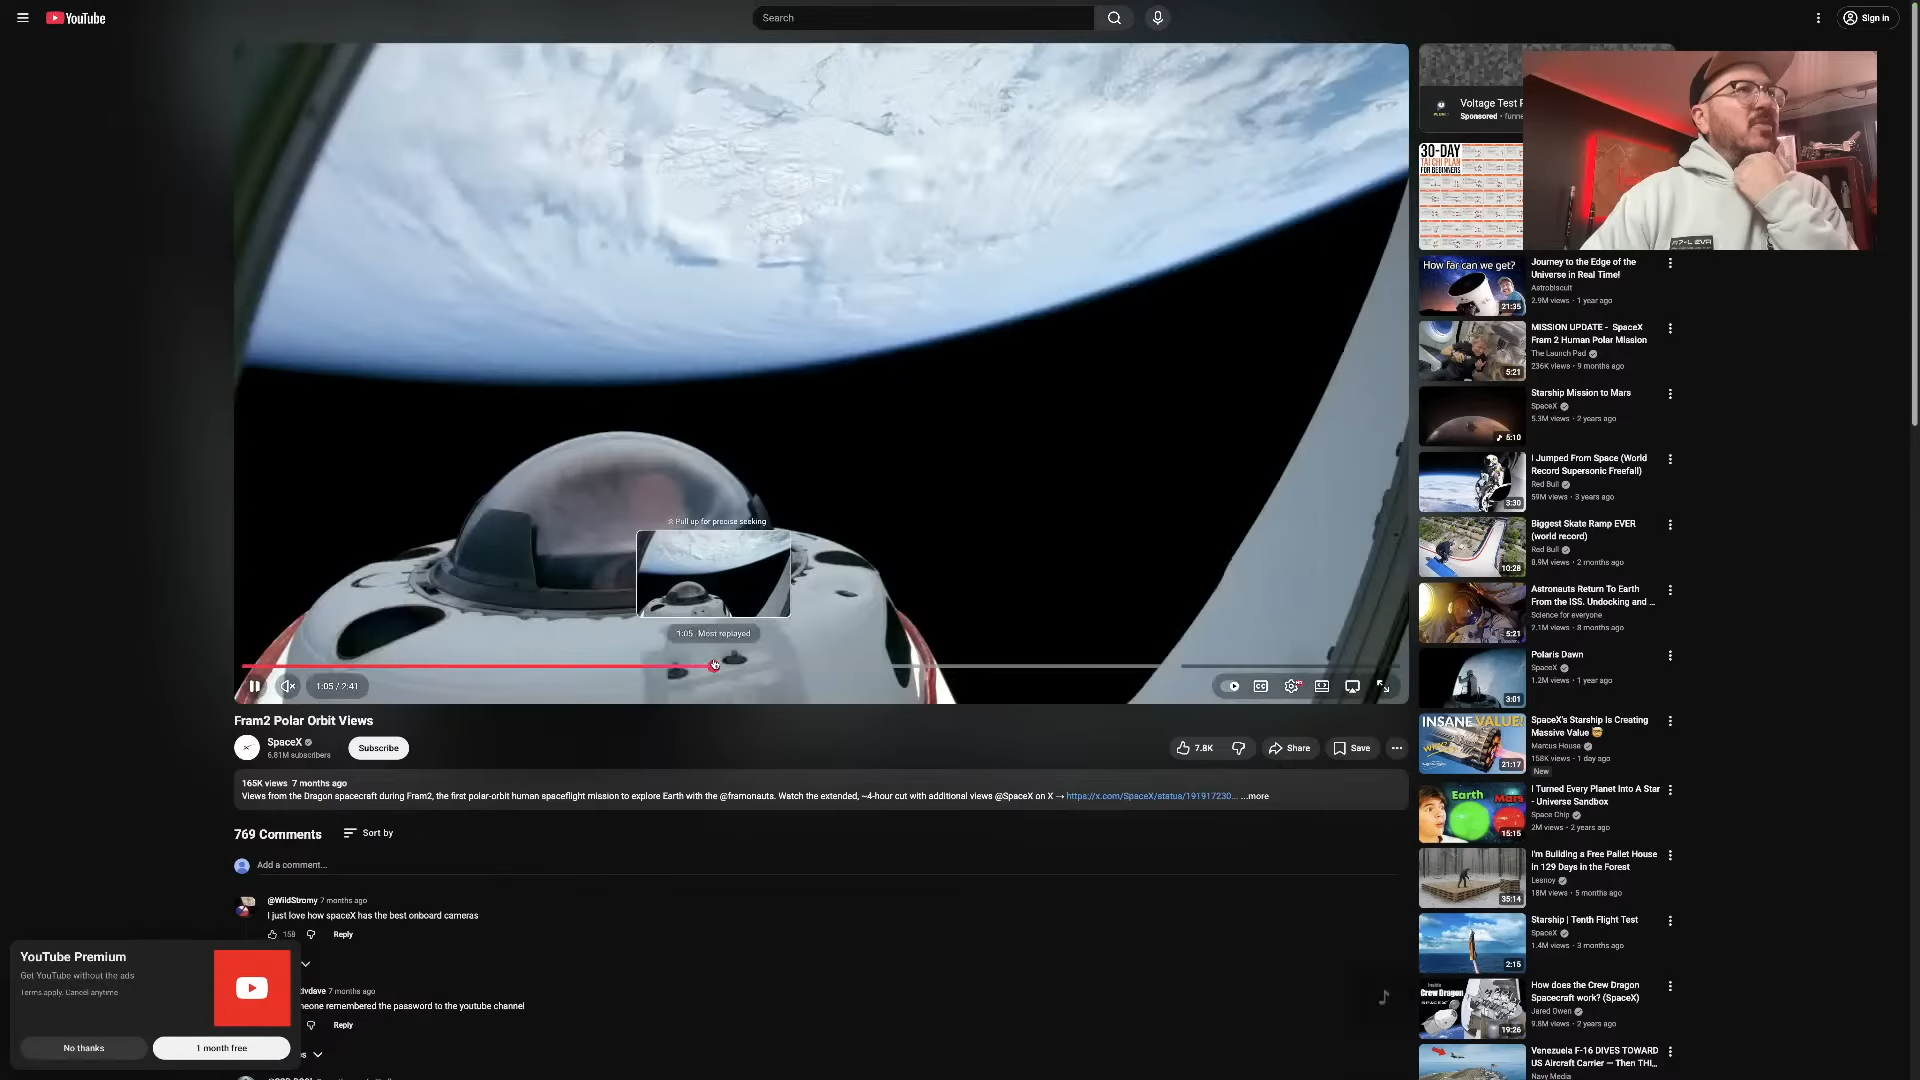 YouTube
Search
Sign in
Pull up for precise seeking
1:05 Most replayed
1:05 / 2:41
Fram2 Polar Orbit Views
SpaceX
6.81M subscribers
Subscribe
7.8K
Share
Save
165K views 7 months ago
Views from the Dragon spacecraft during Fram2, the first polar-orbit human spaceflight mission to explore Earth with the @framonauts. Watch the extended, ~4-hour cut with additional views @SpaceX on X → https://x.com/SpaceX/status/191917230... ...more
769 Comments
Sort by
Add a comment...
@WildStromy 7 months ago
I just love how spaceX has the best onboard cameras
158
Reply
7 months ago
remembered the password to the youtube channel
Reply
YouTube Premium
Get YouTube without the ads
Terms apply. Cancel anytime
No thanks
1 month free
Voltage Test
Sponsored
30-DAY
TAI CHI PLAN
FOR BEGINNERS
How far can we get?
21:35
Journey to the Edge of the
Universe in Real Time!
Astrobiscuit
2.9M views • 1 year ago
5:21
MISSION UPDATE - SpaceX
Fram 2 Human Polar Mission
The Launch Pad
236K views • 9 months ago
5:10
Starship Mission to Mars
SpaceX
5.3M views • 2 years ago
3:30
I Jumped From Space (World
Record Supersonic Freefall)
Red Bull
59M views • 3 years ago
10:28
Biggest Skate Ramp EVER
(world record)
Red Bull
8.9M views • 2 months ago
5:21
Astronauts Return To Earth
From the ISS. Undocking and ...
Science for everyone
2.1M views • 8 months ago
3:01
Polaris Dawn
SpaceX
1.2M views • 1 year ago
INSANE VALUE!
21:17
SpaceX's Starship Is Creating
Massive Value 🤯
Marcus House
158K views • 1 day ago
New
Earth
Mars
15:15
I Turned Every Planet Into A Star
- Universe Sandbox
Space Chip
2M views • 2 years ago
35:14
I'm Building a Free Pallet House
in 129 Days in the Forest
Lesnoy
18M views • 5 months ago
2:15
Starship | Tenth Flight Test
SpaceX
1.4M views • 3 months ago
Inside
Crew Dragon
19:26
How does the Crew Dragon
Spacecraft work? (SpaceX)
Jared Owen
9.8M views • 2 years ago
Venezuela F-16 DIVES TOWARD
US Aircraft Carrier — Then THI...
Navy Media